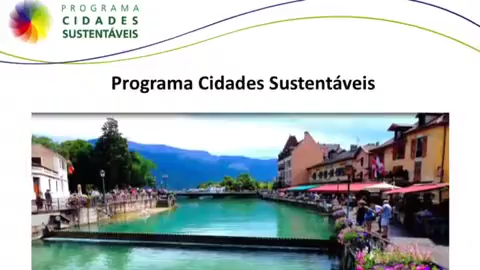 PROGRAMA
CIDADES
SUSTENTÁVEIS
Programa Cidades Sustentáveis